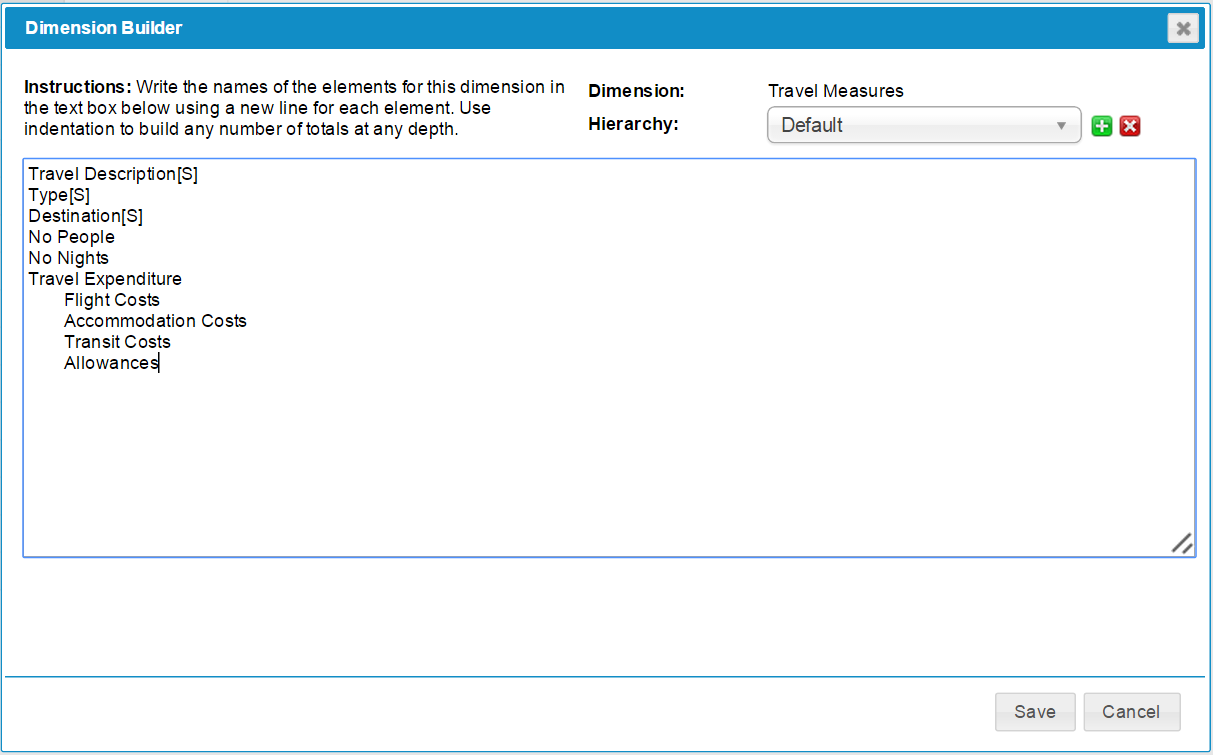 Dimension Builder
Instructions: Write the names of the elements for this dimension in
the text box below using a new line for each element. Use
indentation to build any number of totals at any depth.
Dimension:
Travel Measures
Hierarchy:
Default
Travel Description[S]
Type[S]
Destination[S]
No People
No Nights
Travel Expenditure
Flight Costs
Accommodation Costs
Transit Costs
Allowances
Save
Cancel